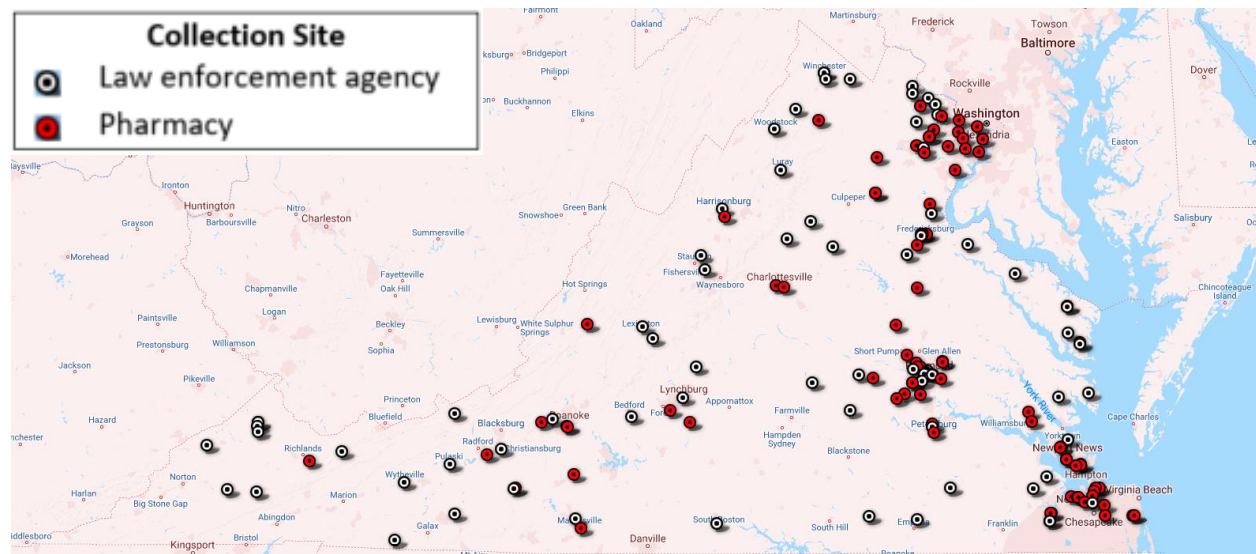 Collection Site
Law enforcement agency
Pharmacy
Fairmont
Oakland
Martinsburg
Frederick
Towson
Baltimore
Bridgeport
Philippi
Winchester
Rockville
Dover
Buckhannon
Elkins
Woodstock
Washington
Easton
Ironton
Huntington
Barboursville
Nitro
Charleston
Luray
Culpeper
Harrisonburg
Snowshoe
Green Bank
Grayson
Summersville
Salisbury
Fredericksburg
Morehead
Fayetteville
Oak Hill
Fishersville
Waynesboro
Charlottesville
Hot Springs
Chapmanville
Logan
Chincoteague
Island
Paintsville
Williamson
Beckley
Lewisburg
White Sulphur
Springs
Lexington
Prestonsburg
Sophia
Short Pump
Glen Allen
Jackson
Pikeville
Princeton
Bluefield
Lynchburg
Bedford
Appomattox
Farmville
York River
Cape Charles
Hazard
Blacksburg
Roanoke
Hampden
Sydney
Petersburg
Williamsburg
Richlands
Radford
Christiansburg
Pulaski
Blackstone
Newport News
Norton
Wytheville
Hampton
Harlan
Big Stone Gap
Marion
Virginia Beach
Abingdon
Galax
South Boston
South Hill
Franklin
Chesapeake
Kingsport
Bristol
Danville
Roanoke